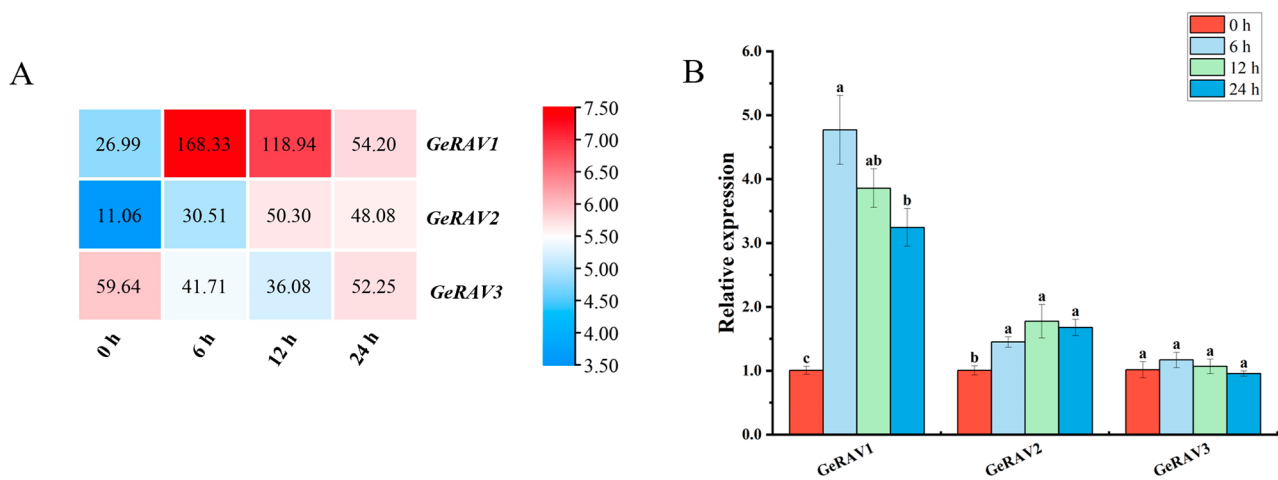 A
26.99 168.33 118.94 54.20 GeRAV1
11.06 30.51 50.30 48.08 GeRAV2
59.64 41.71 36.08 52.25 GeRAV3
0 h 6 h 12 h 24 h
7.50
7.00
6.50
6.00
5.50
5.00
4.50
4.00
3.50
B
0 h
6 h
12 h
24 h
Relative expression
6.0
5.0
4.0
3.0
2.0
1.0
0.0
c a ab b
b a a a
a a a a
GeRAV1 GeRAV2 GeRAV3